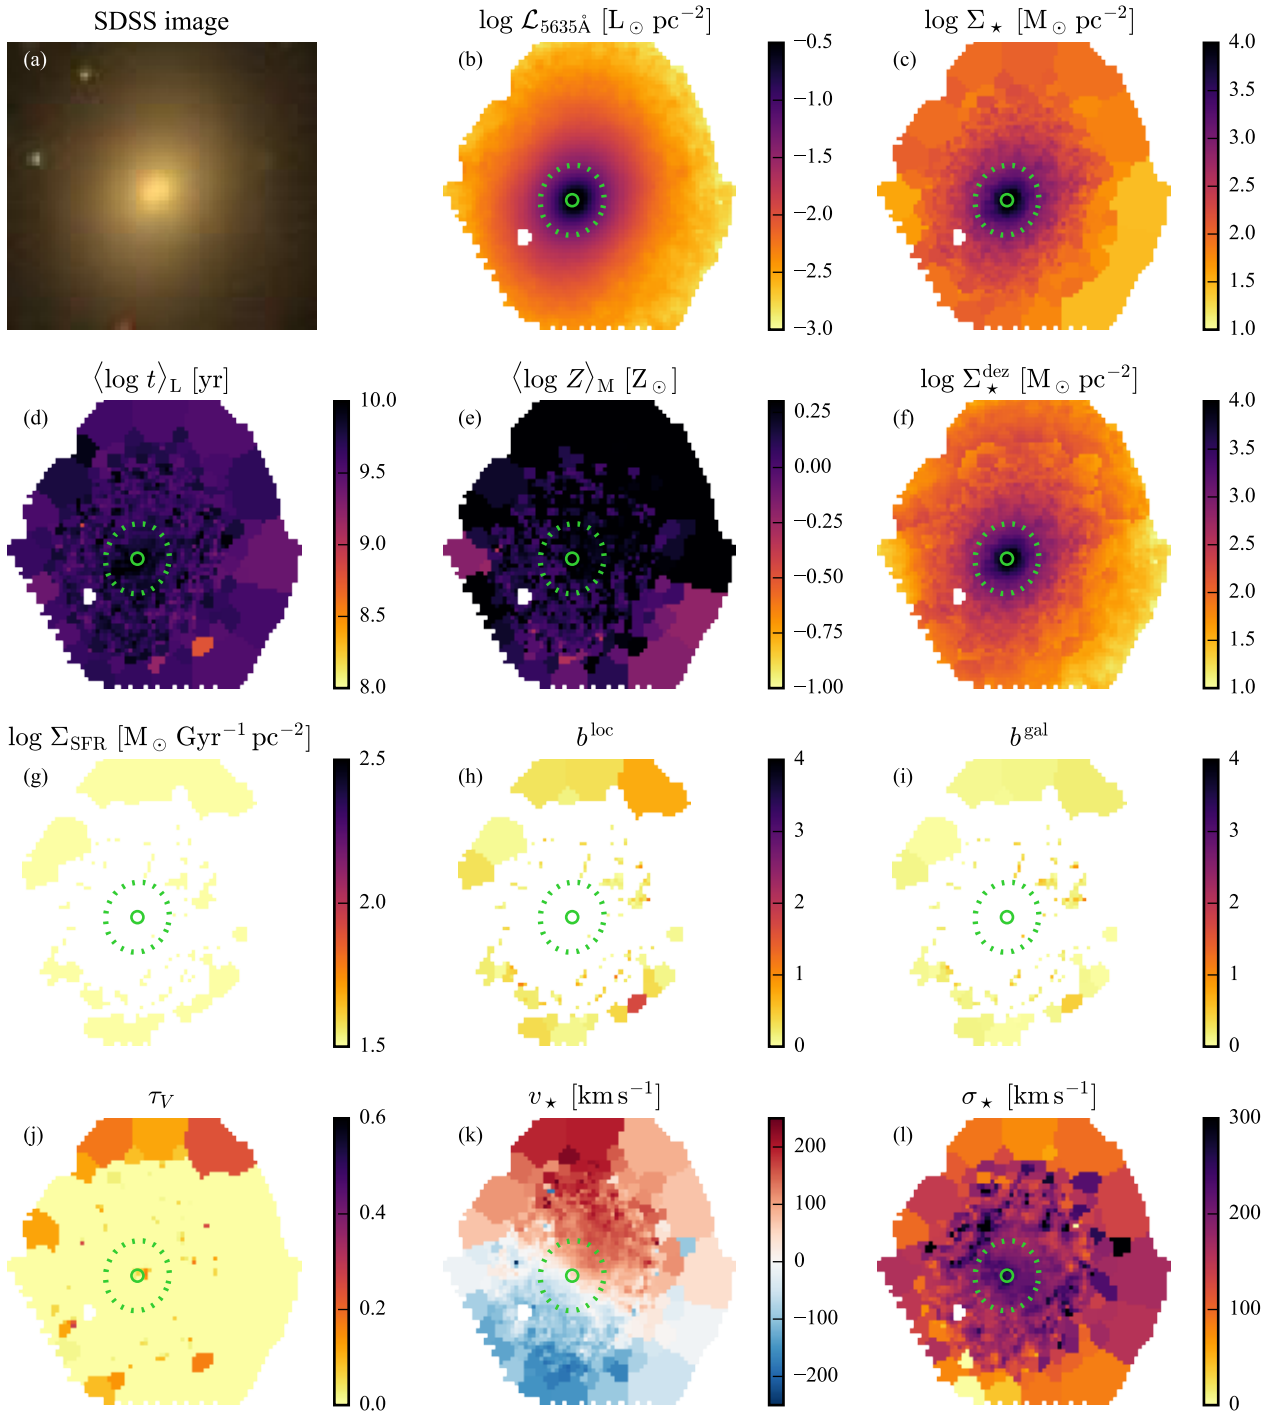 SDSS image
log ℒ5635Å [L⊙ pc−2]
log Σ⋆ [M⊙ pc−2]
(a)
(b)
−0.5
−1.0
−1.5
−2.0
−2.5
−3.0
(c)
4.0
3.5
3.0
2.5
2.0
1.5
1.0
⟨log t⟩L [yr]
⟨log Z⟩M [Z⊙]
log Σ⋆dez [M⊙ pc−2]
(d)
10.0
9.5
9.0
8.5
8.0
(e)
0.25
0.00
−0.25
−0.50
−0.75
−1.00
(f)
4.0
3.5
3.0
2.5
2.0
1.5
1.0
log ΣSFR [M⊙ Gyr−1 pc−2]
bloc
bgal
(g)
2.5
2.0
1.5
(h)
4
3
2
1
0
(i)
4
3
2
1
0
τV
v⋆ [km s−1]
σ⋆ [km s−1]
(j)
0.6
0.4
0.2
0.0
(k)
200
100
0
−100
−200
(l)
300
200
100
0